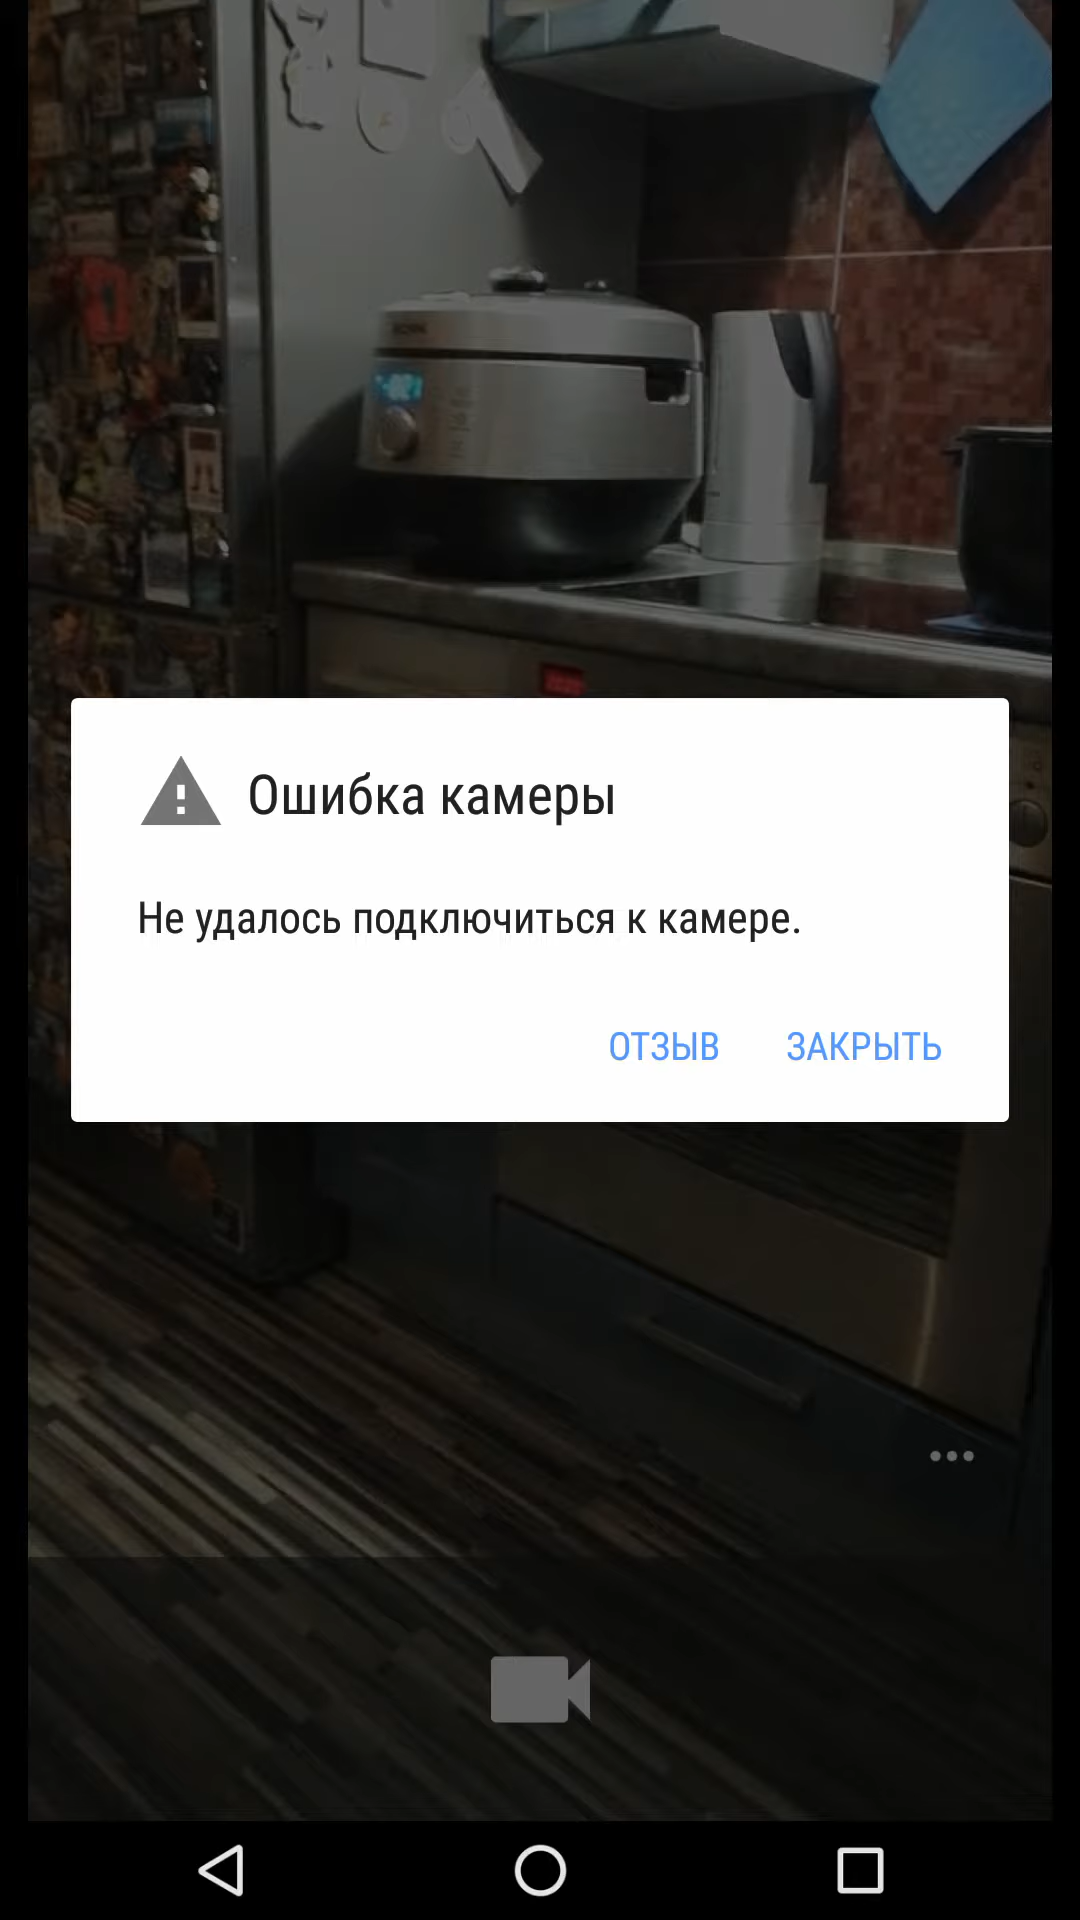 Ошибка камеры
Не удалось подключиться к камере.
ОТЗЫВ
ЗАКРЫТЬ